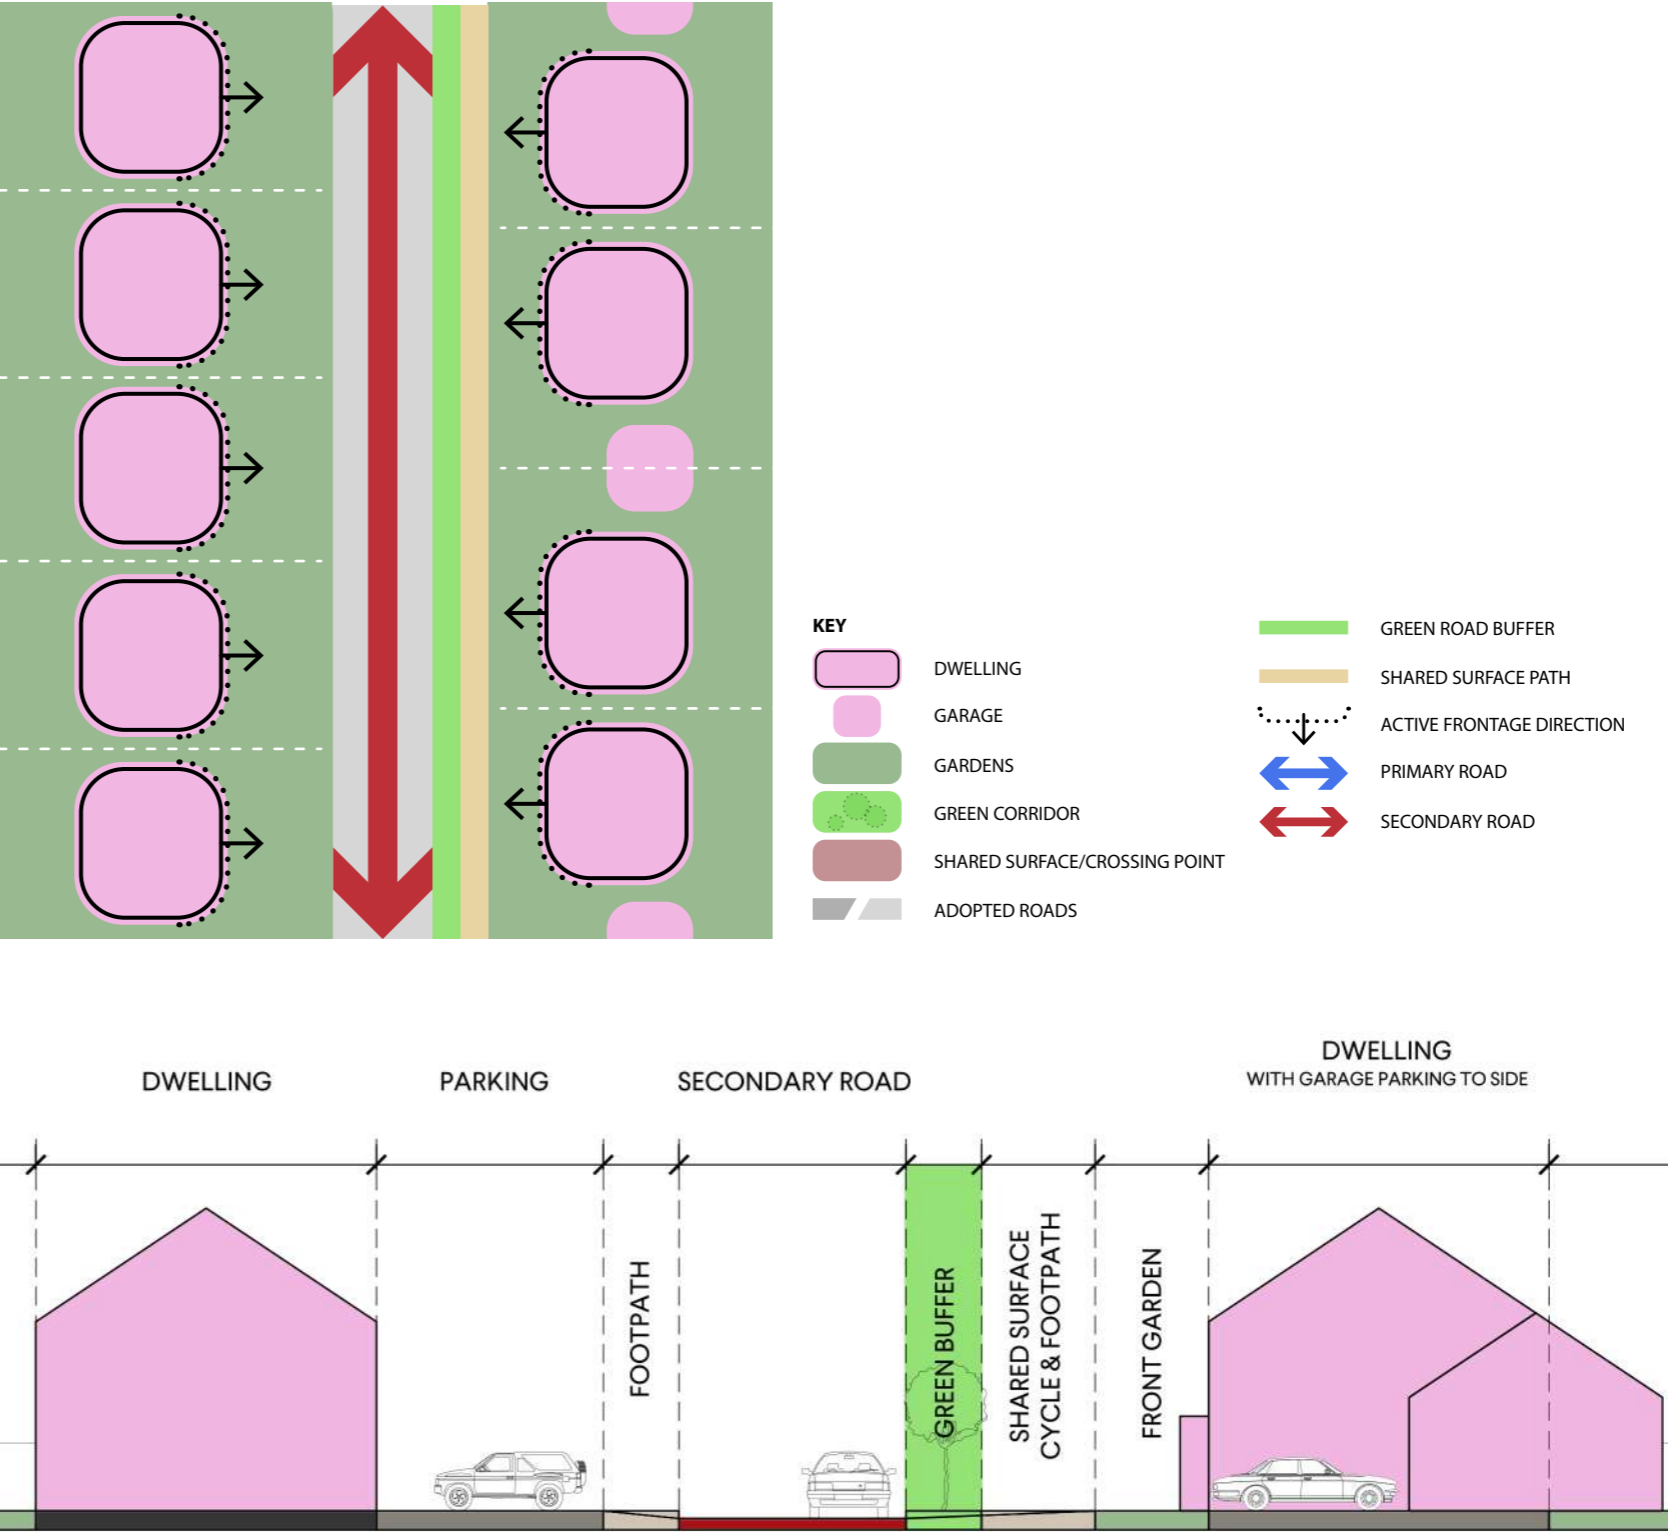 KEY
DWELLING
GARAGE
GARDENS
GREEN CORRIDOR
SHARED SURFACE/CROSSING POINT
ADOPTED ROADS
GREEN ROAD BUFFER
SHARED SURFACE PATH
ACTIVE FRONTAGE DIRECTION
PRIMARY ROAD
SECONDARY ROAD
DWELLING
PARKING
SECONDARY ROAD
DWELLING
WITH GARAGE PARKING TO SIDE
FOOTPATH
GREEN BUFFER
SHARED SURFACE
CYCLE & FOOTPATH
FRONT GARDEN